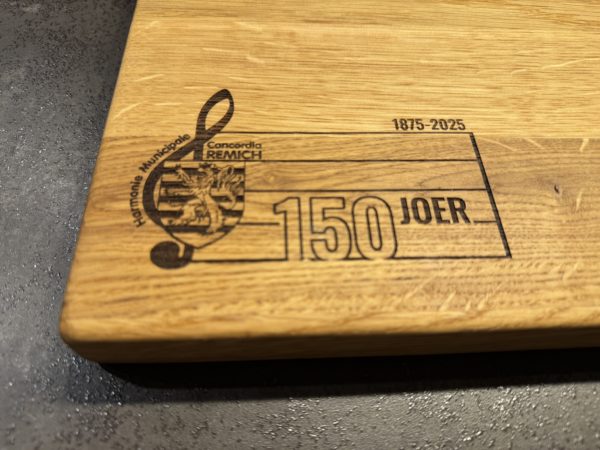 1875-2025
Harmonie Municipale
Concordia
REMICH
150 JOER